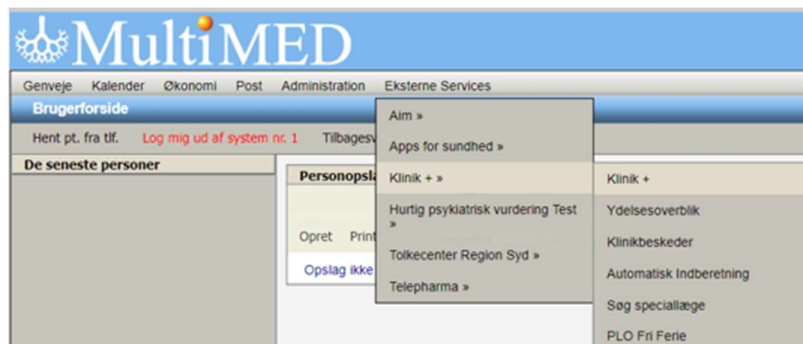 MultiMED
Genveje Kalender Økonomi Post Administration Eksterne Services
Brugerforside
Hent pt. fra tlf. Log mig ud af system nr. 1
De seneste personer
Opret
Opslag ikke
Aim »
Apps for sundhed »
Klinik + »
Hurtig psykiatrisk vurdering Test
»
Tolkecenter Region Syd »
Telepharma »
Klinik +
Ydelsesoverblik
Klinikbeskeder
Automatisk Indberetning
Søg speciallæge
PLO Fri Ferie